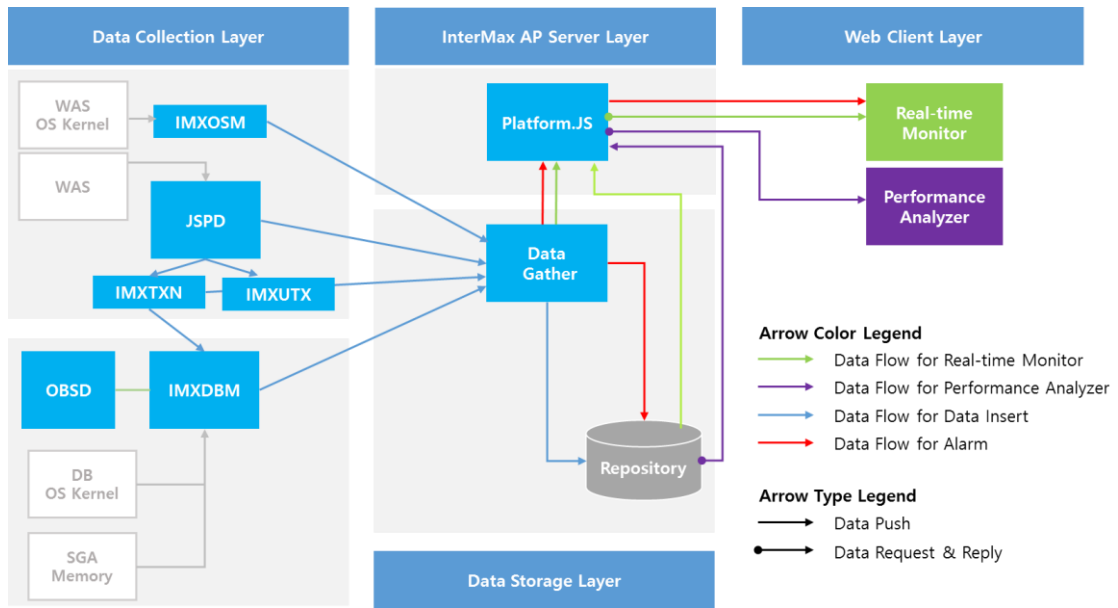 Data Collection Layer
InterMax AP Server Layer
Web Client Layer
WAS
OS Kernel
IMXOSM
WAS
JSPD
IMXTXN
IMXUTX
OBSD
IMXDBM
DB
OS Kernel
SGA
Memory
Platform.JS
Data
Gather
Repository
Data Storage Layer
Real-time
Monitor
Performance
Analyzer
Arrow Color Legend
Data Flow for Real-time Monitor
Data Flow for Performance Analyzer
Data Flow for Data Insert
Data Flow for Alarm
Arrow Type Legend
Data Push
Data Request & Reply